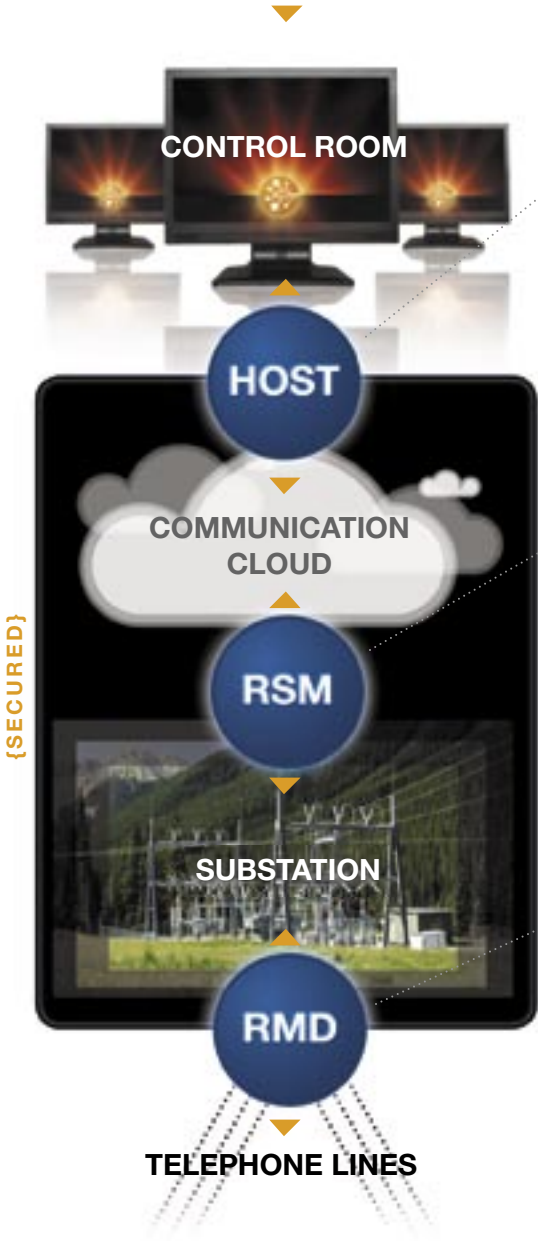 CONTROL ROOM
HOST
COMMUNICATION
CLOUD
{SECURED}
RSM
SUBSTATION
RMD
TELEPHONE LINES